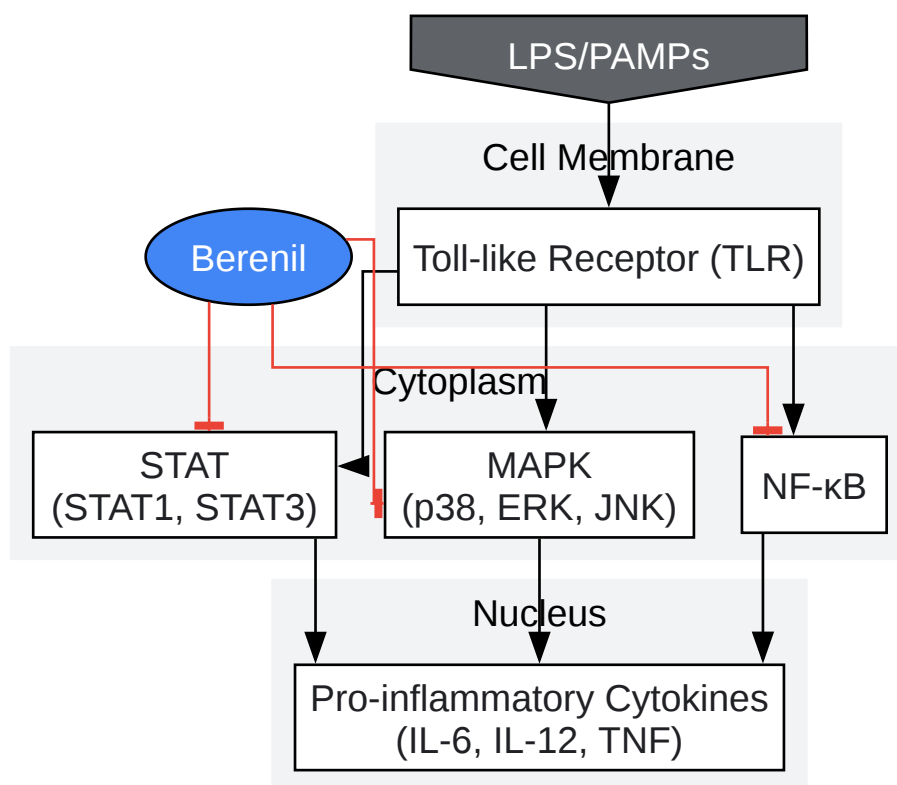 LPS/PAMPs
Cell Membrane
Berenil
Toll-like Receptor (TLR)
Cytoplasm
STAT
(STAT1, STAT3)
MAPK
(p38, ERK, JNK)
NF-κB
Nucleus
Pro-inflammatory Cytokines
(IL-6, IL-12, TNF)